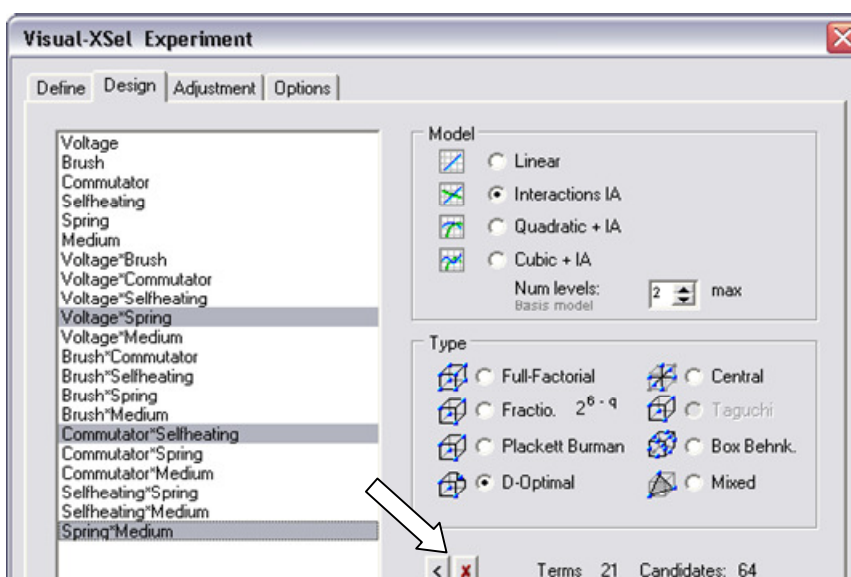 Visual-XSel Experiment
Define Design Adjustment Options
Voltage
Brush
Commutator
Selfheating
Spring
Medium
Voltage*Brush
Voltage*Commutator
Voltage*Selfheating
Voltage*Spring
Voltage*Medium
Brush*Commutator
Brush*Selfheating
Brush*Spring
Brush*Medium
Commutator*Selfheating
Commutator*Spring
Commutator*Medium
Selfheating*Spring
Selfheating*Medium
Spring*Medium
Model
Linear
Interactions IA
Quadratic + IA
Cubic + IA
Num levels: 2 max
Basis model
Type
Full-Factorial Central
Fractio. 2^6 - q Taguchi
Plackett Burman Box Behnk.
D-Optimal Mixed
< x Terms 21 Candidates: 64